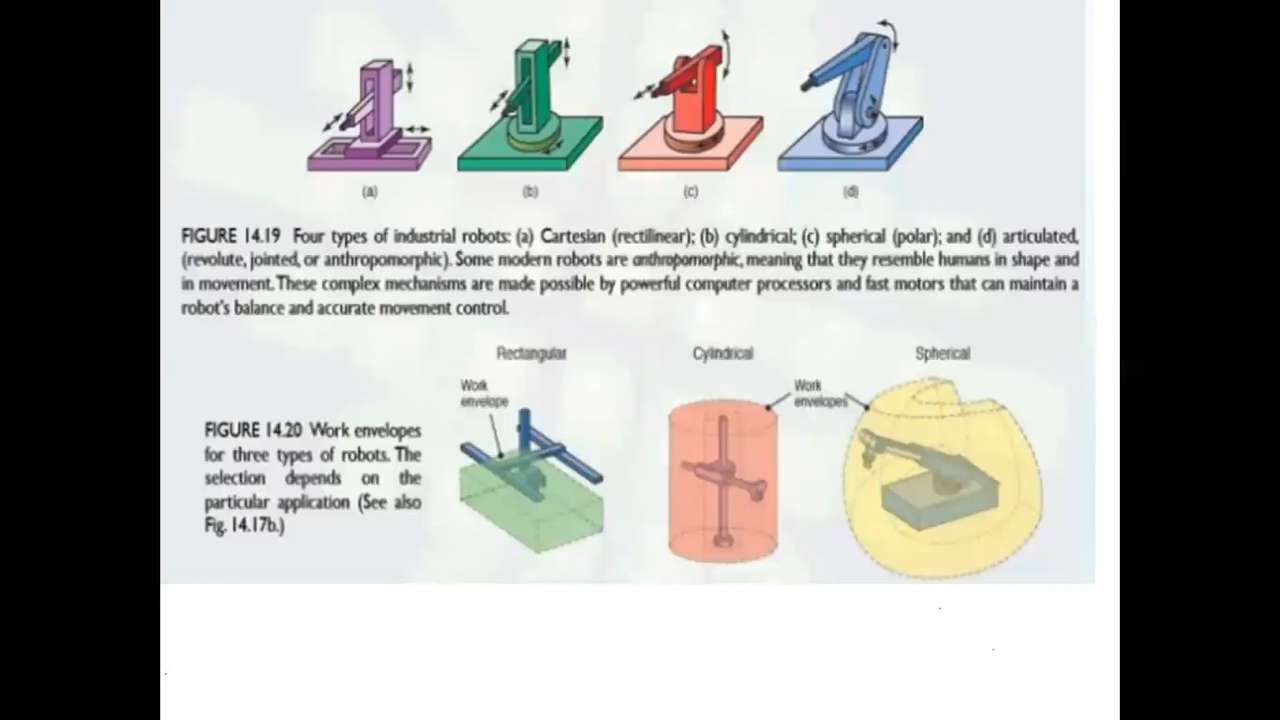 (a) (b) (c) (d)
FIGURE 14.19 Four types of industrial robots: (a) Cartesian (rectilinear); (b) cylindrical; (c) spherical (polar); and (d) articulated,
(revolute, jointed, or anthropomorphic). Some modern robots are anthropomorphic, meaning that they resemble humans in shape and
in movement. These complex mechanisms are made possible by powerful computer processors and fast motors that can maintain a
robot's balance and accurate movement control.
Rectangular Cylindrical Spherical
Work
envelope
Work
envelopes
FIGURE 14.20 Work envelopes
for three types of robots. The
selection depends on the
particular application (See also
Fig. 14.17b.)